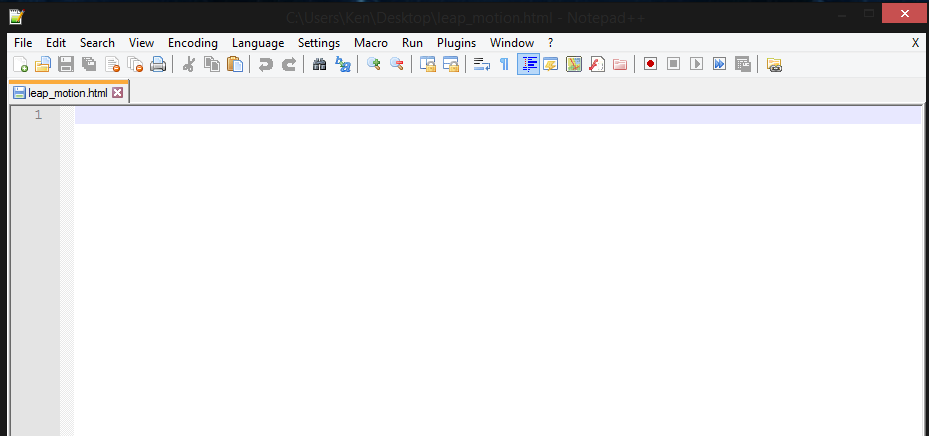 C:\Users\Ken\Desktop\leap_motion.html - Notepad++
File Edit Search View Encoding Language Settings Macro Run Plugins Window ? X
leap_motion.html
1